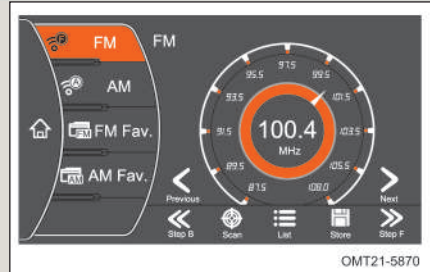 FM
FM
AM
FM FM Fav.
AM AM Fav.
97.5
95.5
99.5
93.5
101.5
91.5
100.4
MHz
103.5
89.5
105.5
87.5
108.0
Previous
Next
Step B
Scan
List
Store
Step F
OMT21-5870